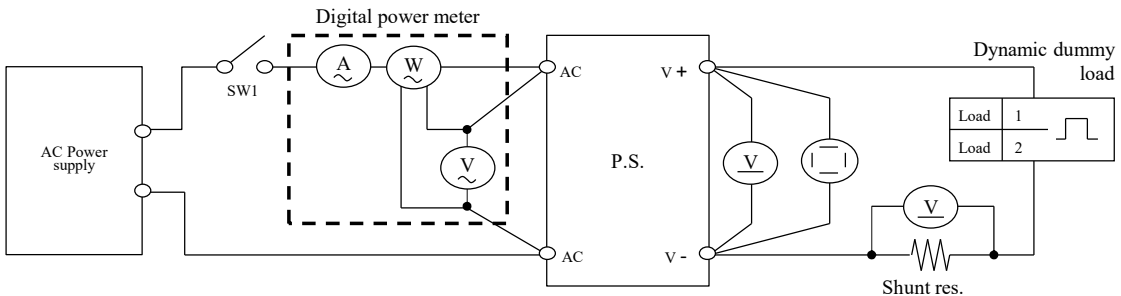 Digital power meter
Dynamic dummy
load
A
W
SW1
AC
V +
Load 1
Load 2
AC Power
supply
P.S.
V
V
V
AC
V -
Shunt res.